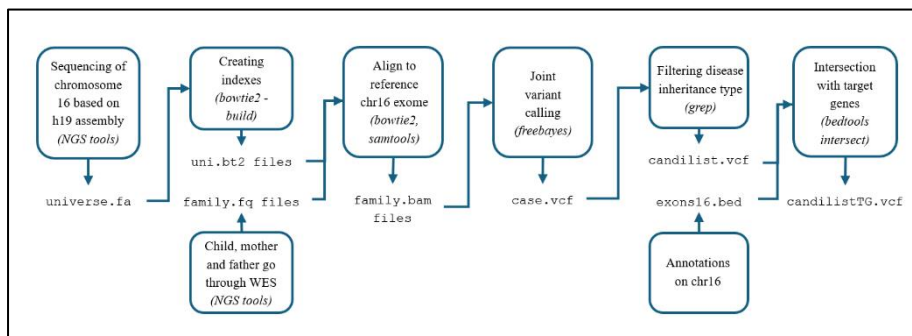 Sequencing of
chromosome
16 based on
h19 assembly
(NGS tools)
universe.fa
Creating
indexes
(bowtie2 -
build)
uni.bt2 files
family.fq files
Child, mother
and father go
through WES
(NGS tools)
Align to
reference
chr16 exome
(bowtie2,
samtools)
family.bam
files
Joint
variant
calling
(freebayes)
case.vcf
Filtering disease
inheritance type
(grep)
candilist.vcf
exons16.bed
Annotations
on chr16
Intersection
with target
genes
(bedtools
intersect)
candilistTG.vcf